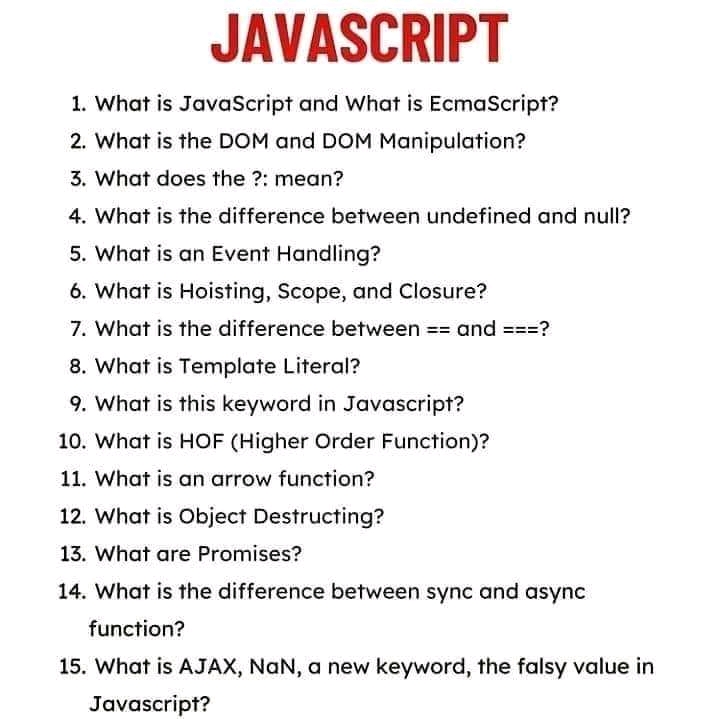 JAVASCRIPT
1. What is JavaScript and What is EcmaScript?
2. What is the DOM and DOM Manipulation?
3. What does the ?: mean?
4. What is the difference between undefined and null?
5. What is an Event Handling?
6. What is Hoisting, Scope, and Closure?
7. What is the difference between == and ===?
8. What is Template Literal?
9. What is this keyword in Javascript?
10. What is HOF (Higher Order Function)?
11. What is an arrow function?
12. What is Object Destructing?
13. What are Promises?
14. What is the difference between sync and async
function?
15. What is AJAX, NaN, a new keyword, the falsy value in
Javascript?